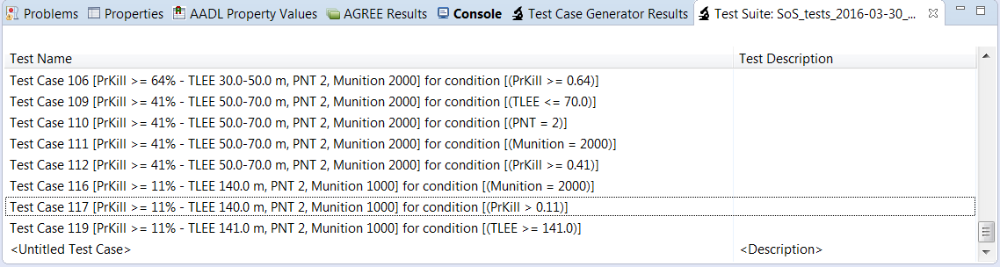 Problems Properties AADL Property Values AGREE Results Console Test Case Generator Results Test Suite: SoS_tests_2016-03-30_...
Test Name Test Description
Test Case 106 [PrKill >= 64% - TLEE 30.0-50.0 m, PNT 2, Munition 2000] for condition [(PrKill >= 0.64)]
Test Case 109 [PrKill >= 41% - TLEE 50.0-70.0 m, PNT 2, Munition 2000] for condition [(TLEE <= 70.0)]
Test Case 110 [PrKill >= 41% - TLEE 50.0-70.0 m, PNT 2, Munition 2000] for condition [(PNT = 2)]
Test Case 111 [PrKill >= 41% - TLEE 50.0-70.0 m, PNT 2, Munition 2000] for condition [(Munition = 2000)]
Test Case 112 [PrKill >= 41% - TLEE 50.0-70.0 m, PNT 2, Munition 2000] for condition [(PrKill >= 0.41)]
Test Case 116 [PrKill >= 11% - TLEE 140.0 m, PNT 2, Munition 1000] for condition [(Munition = 2000)]
Test Case 117 [PrKill >= 11% - TLEE 140.0 m, PNT 2, Munition 1000] for condition [(PrKill > 0.11)]
Test Case 119 [PrKill >= 11% - TLEE 141.0 m, PNT 2, Munition 1000] for condition [(TLEE >= 141.0)]
<Untitled Test Case> <Description>